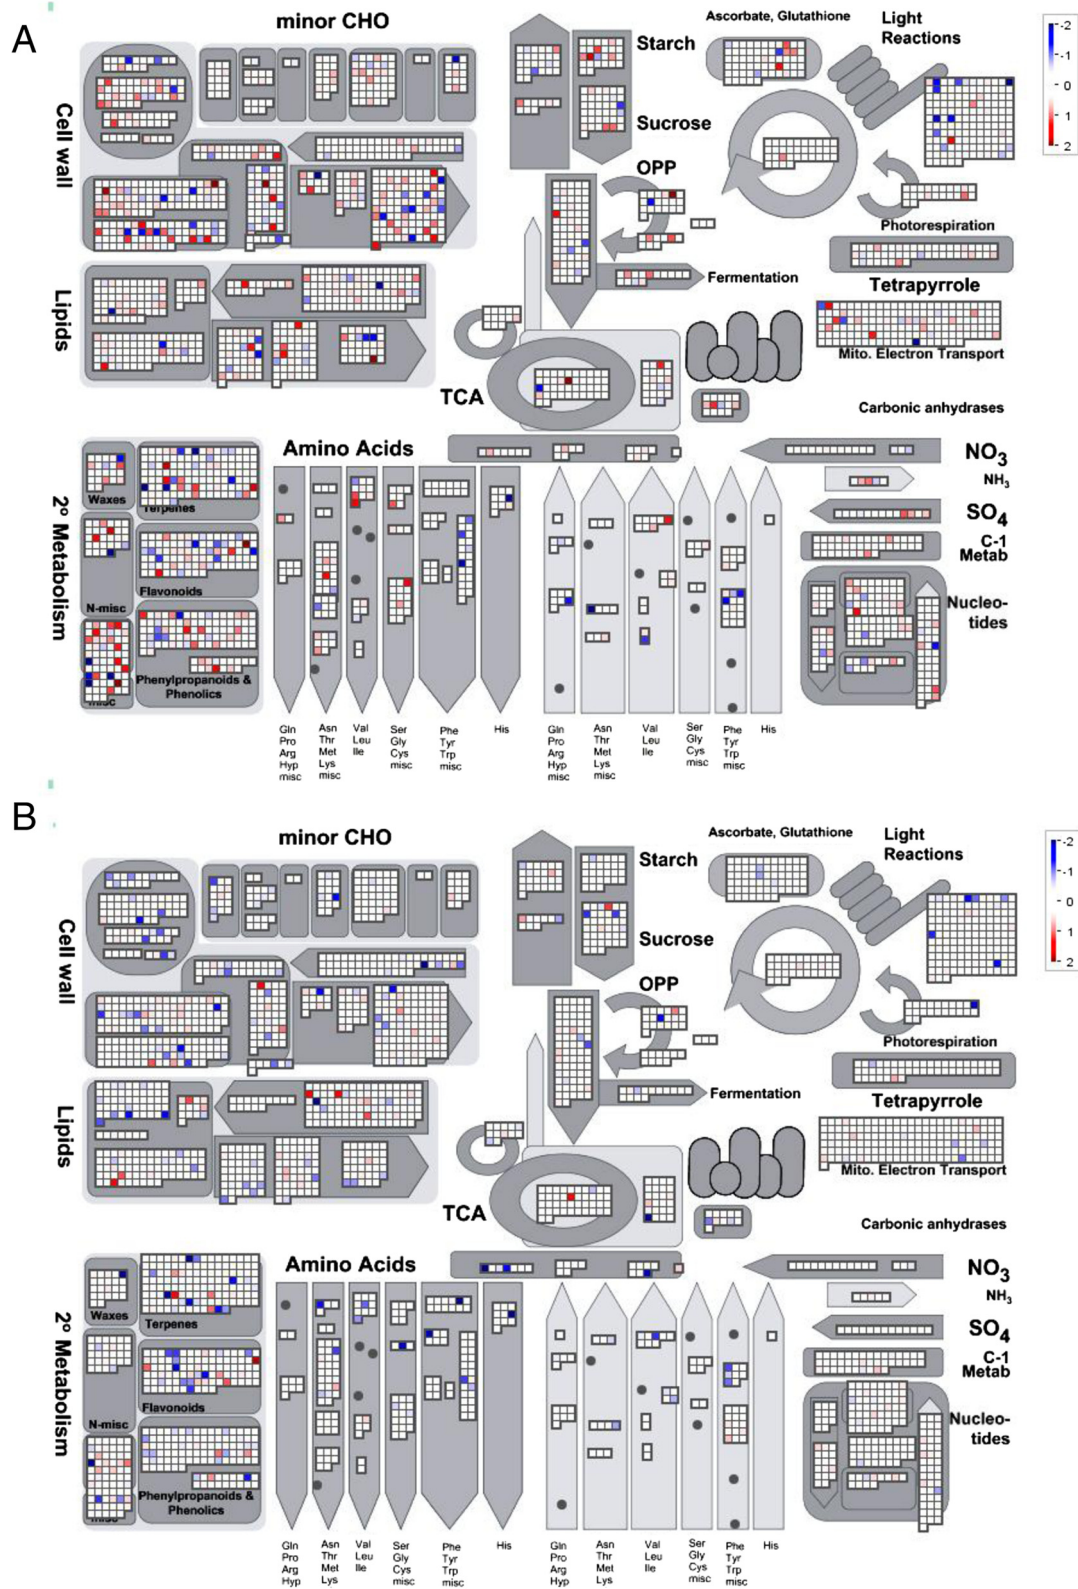 A
minor CHO
Starch
Ascorbate, Glutathione
Light
Reactions
-2
-1
0
1
2
Cell wall
Sucrose
OPP
Photorespiration
Fermentation
Tetrapyrrole
Lipids
Mito. Electron Transport
TCA
Carbonic anhydrases
Amino Acids
NO3
Waxes
Terpenes
NH3
SO4
C-1
Metab
2º Metabolism
Flavonoids
N-misc
Nucleo-
tides
Phenylpropanoids &
Phenolics
misc
Gln
Pro
Arg
Hyp
misc
Asn
Thr
Met
Lys
misc
Val
Leu
Ile
Ser
Gly
Cys
misc
Phe
Tyr
Trp
misc
His
Gln
Pro
Arg
Hyp
misc
Asn
Thr
Met
Lys
misc
Val
Leu
Ile
Ser
Gly
Cys
misc
Phe
Tyr
Trp
misc
His
B
minor CHO
Starch
Ascorbate, Glutathione
Light
Reactions
-2
-1
0
1
2
Cell wall
Sucrose
OPP
Photorespiration
Fermentation
Tetrapyrrole
Lipids
Mito. Electron Transport
TCA
Carbonic anhydrases
Amino Acids
NO3
Waxes
Terpenes
NH3
SO4
C-1
Metab
2º Metabolism
Flavonoids
N-misc
Nucleo-
tides
Phenylpropanoids &
Phenolics
misc
Gln
Pro
Arg
Hyp
Asn
Thr
Met
Lys
Val
Leu
Ile
Ser
Gly
Cys
misc
Phe
Tyr
Trp
misc
His
Gln
Pro
Arg
Hyp
Asn
Thr
Met
Lys
Val
Leu
Ile
Ser
Gly
Cys
misc
Phe
Tyr
Trp
misc
His